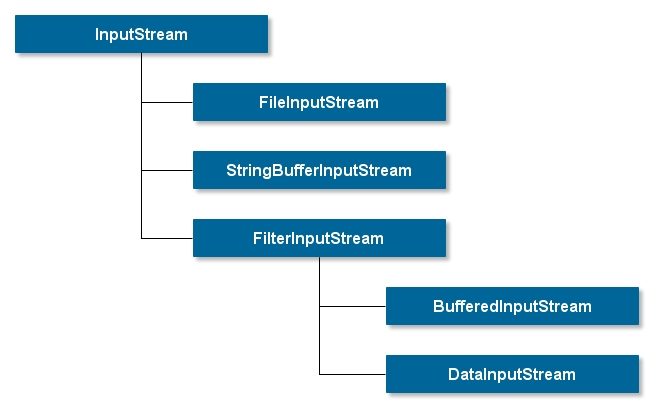 InputStream
FileInputStream
StringBufferInputStream
FilterInputStream
BufferedInputStream
DataInputStream